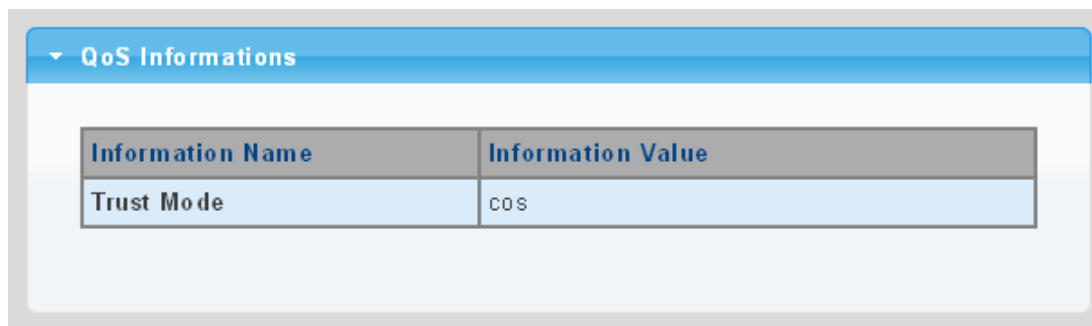 QoS Informations
Information Name Information Value
Trust Mode cos